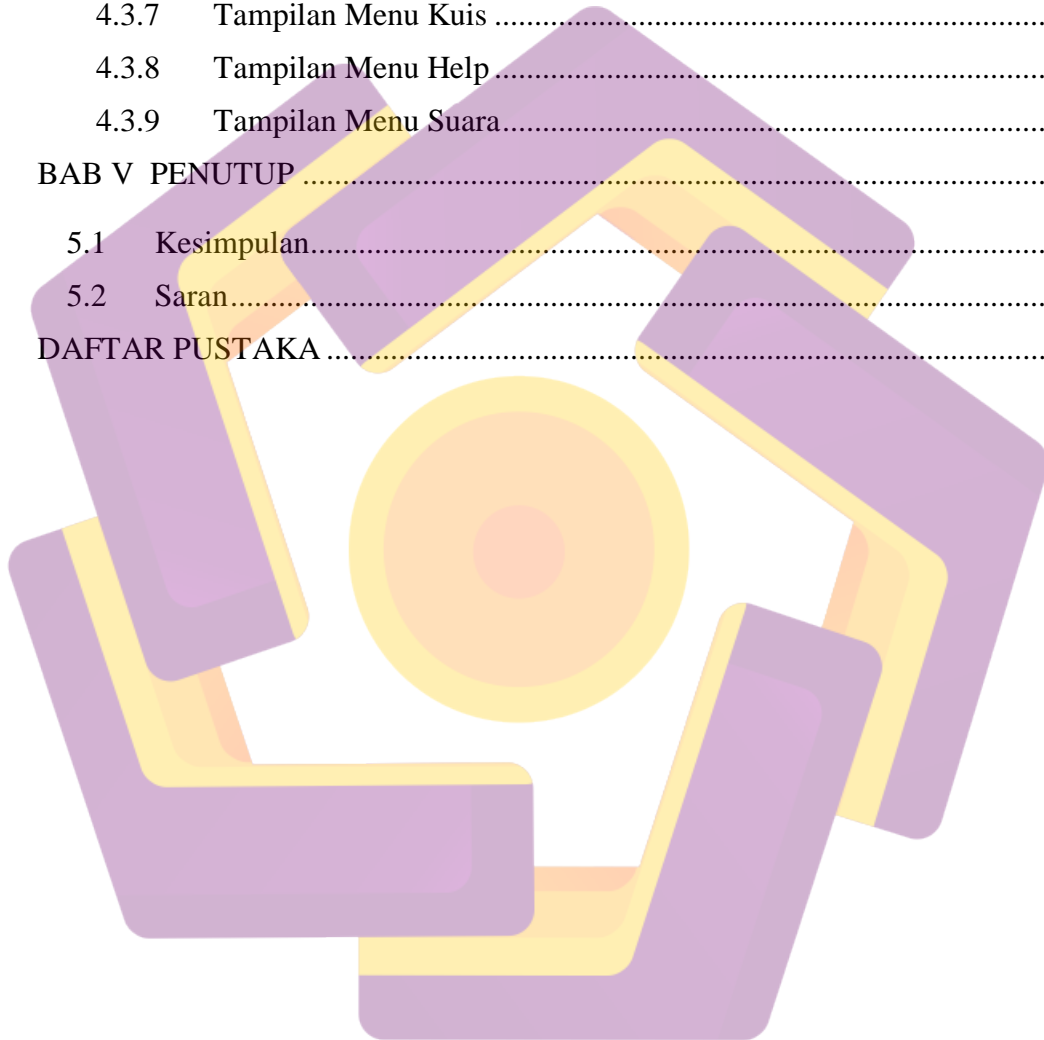 4.3.7 Tampilan Menu Kuis ................................................................
4.3.8 Tampilan Menu Help ................................................................
4.3.9 Tampilan Menu Suara ................................................................
BAB V PENUTUP ................................................................
5.1 Kesimpulan ................................................................
5.2 Saran ................................................................
DAFTAR PUSTAKA ................................................................